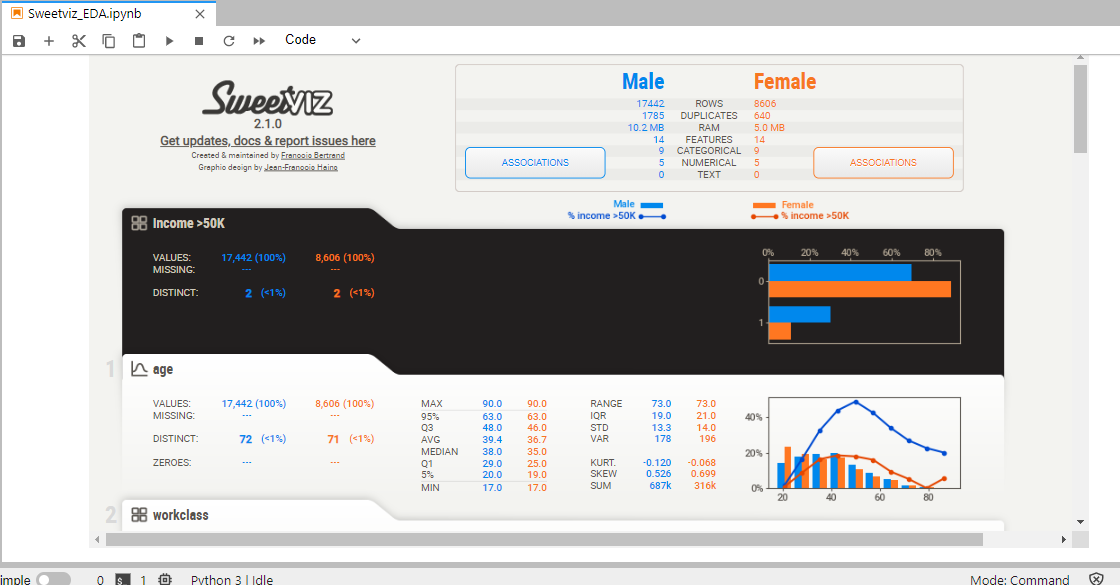 Sweetviz_EDA.ipynb
Code
SweetVIZ
2.1.0
Get updates, docs & report issues here
Created & maintained by Francois Bertrand
Graphic design by Jean-Francois Hains
Male Female
17442 ROWS 8606
1785 DUPLICATES 640
10.2 MB RAM 5.0 MB
14 FEATURES 14
9 CATEGORICAL 9
5 NUMERICAL 5
0 TEXT 0
ASSOCIATIONS
ASSOCIATIONS
Male
% income >50K
Female
% income >50K
Income >50K
VALUES: 17,442 (100%) 8,606 (100%)
MISSING: --- ---
DISTINCT: 2 (<1%) 2 (<1%)
0% 20% 40% 60% 80%
0
1
1
age
VALUES: 17,442 (100%) 8,606 (100%)
MISSING: --- ---
DISTINCT: 72 (<1%) 71 (<1%)
ZEROES: --- ---
MAX 90.0 90.0
95% 63.0 63.0
Q3 48.0 46.0
AVG 39.4 36.7
MEDIAN 38.0 35.0
Q1 29.0 25.0
5% 20.0 19.0
MIN 17.0 17.0
RANGE 73.0 73.0
IQR 19.0 21.0
STD 13.3 14.0
VAR 178 196
KURT. -0.120 -0.068
SKEW 0.526 0.699
SUM 687k 316k
40%
20%
0%
20 40 60 80
2
workclass
imple 0 $_ 1 Python 3 | Idle Mode: Command